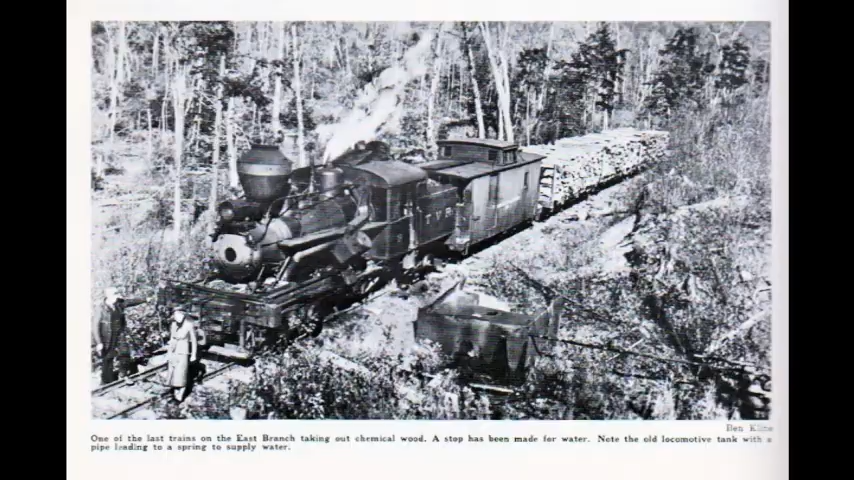 T V R
Ben Kline
One of the last trains on the East Branch taking out chemical wood. A stop has been made for water. Note the old locomotive tank with a
pipe leading to a spring to supply water.